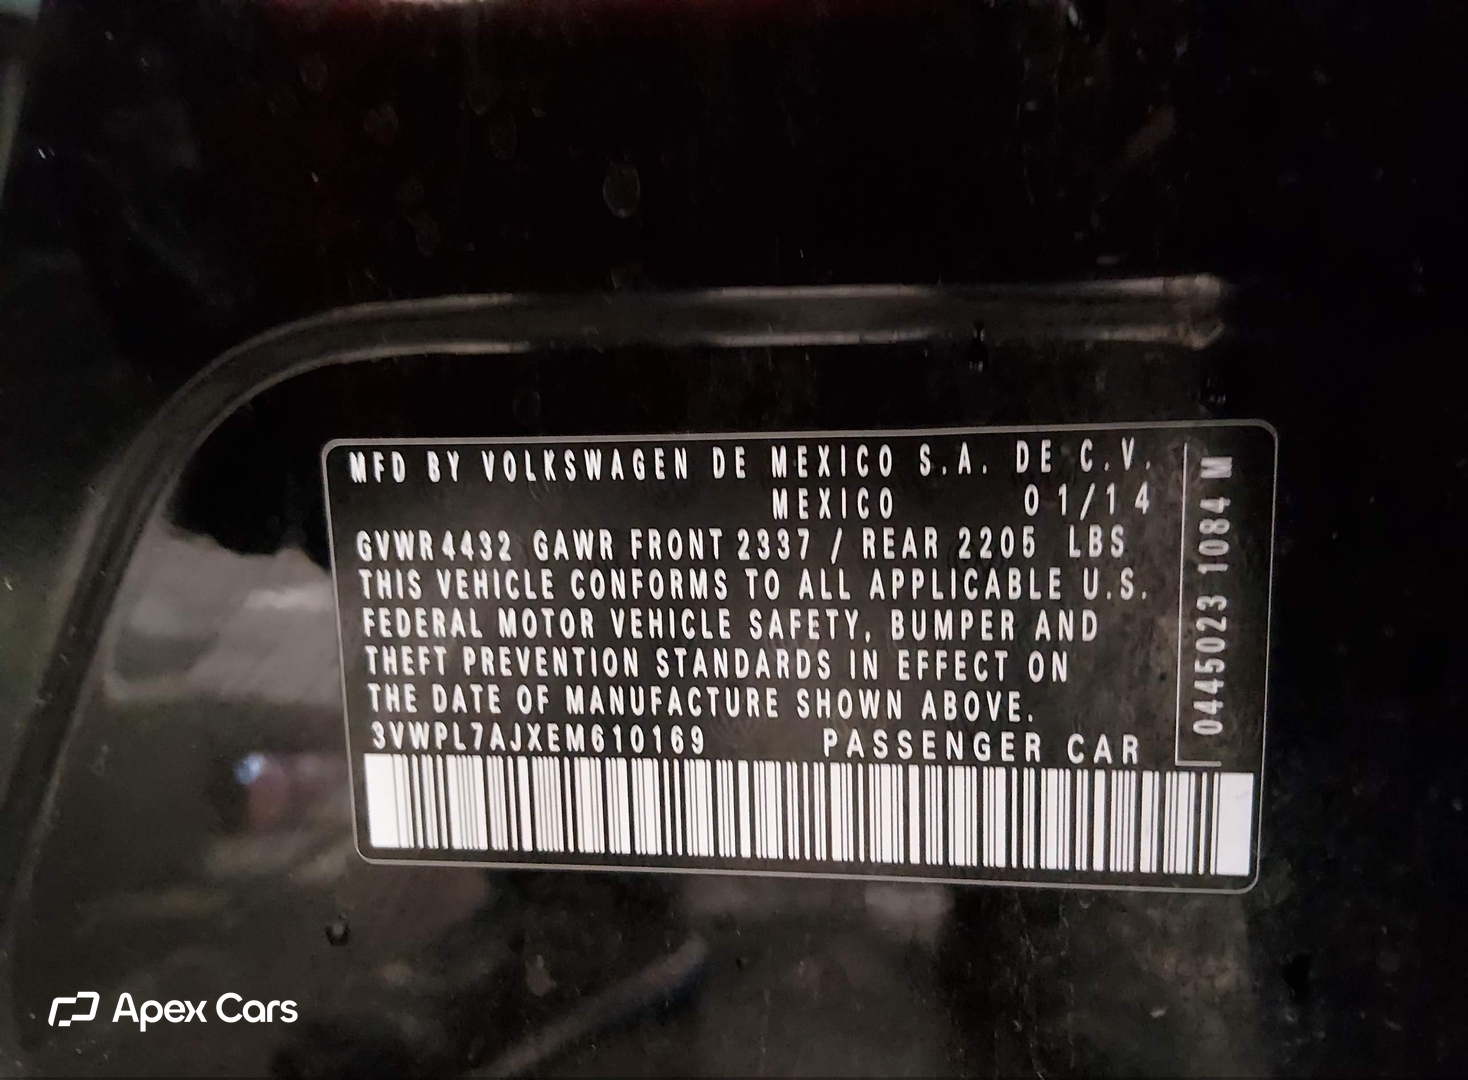 MFD BY VOLKSWAGEN DE MEXICO S.A. DE C.V.
MEXICO 01/14
GVWR 4432 GAWR FRONT 2337 / REAR 2205 LBS
THIS VEHICLE CONFORMS TO ALL APPLICABLE U.S.
FEDERAL MOTOR VEHICLE SAFETY, BUMPER AND
THEFT PREVENTION STANDARDS IN EFFECT ON
THE DATE OF MANUFACTURE SHOWN ABOVE.
3VWPL7AJXEM610169 PASSENGER CAR
0445023 1084 M
Apex Cars